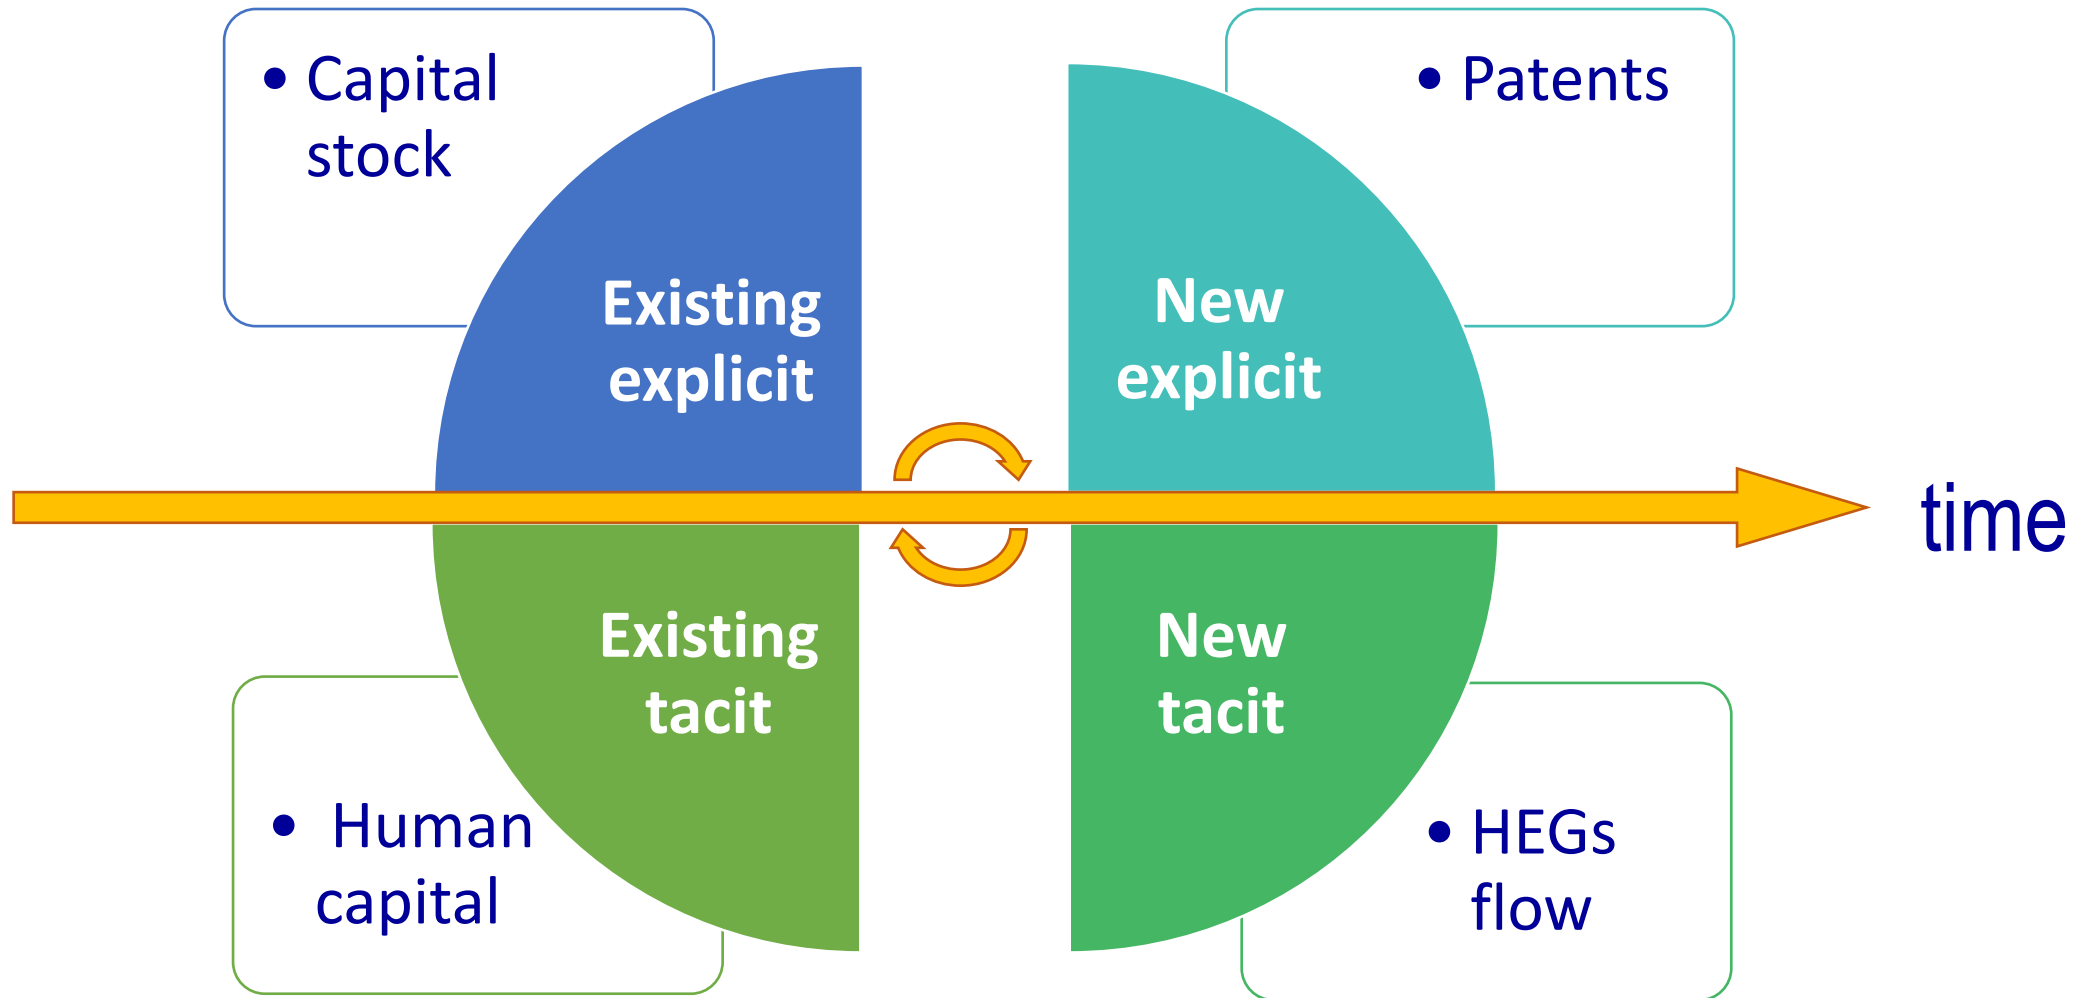 • Capital
stock
• Patents
Existing
explicit
New
explicit
time
Existing
tacit
New
tacit
• Human
capital
• HEGs
flow